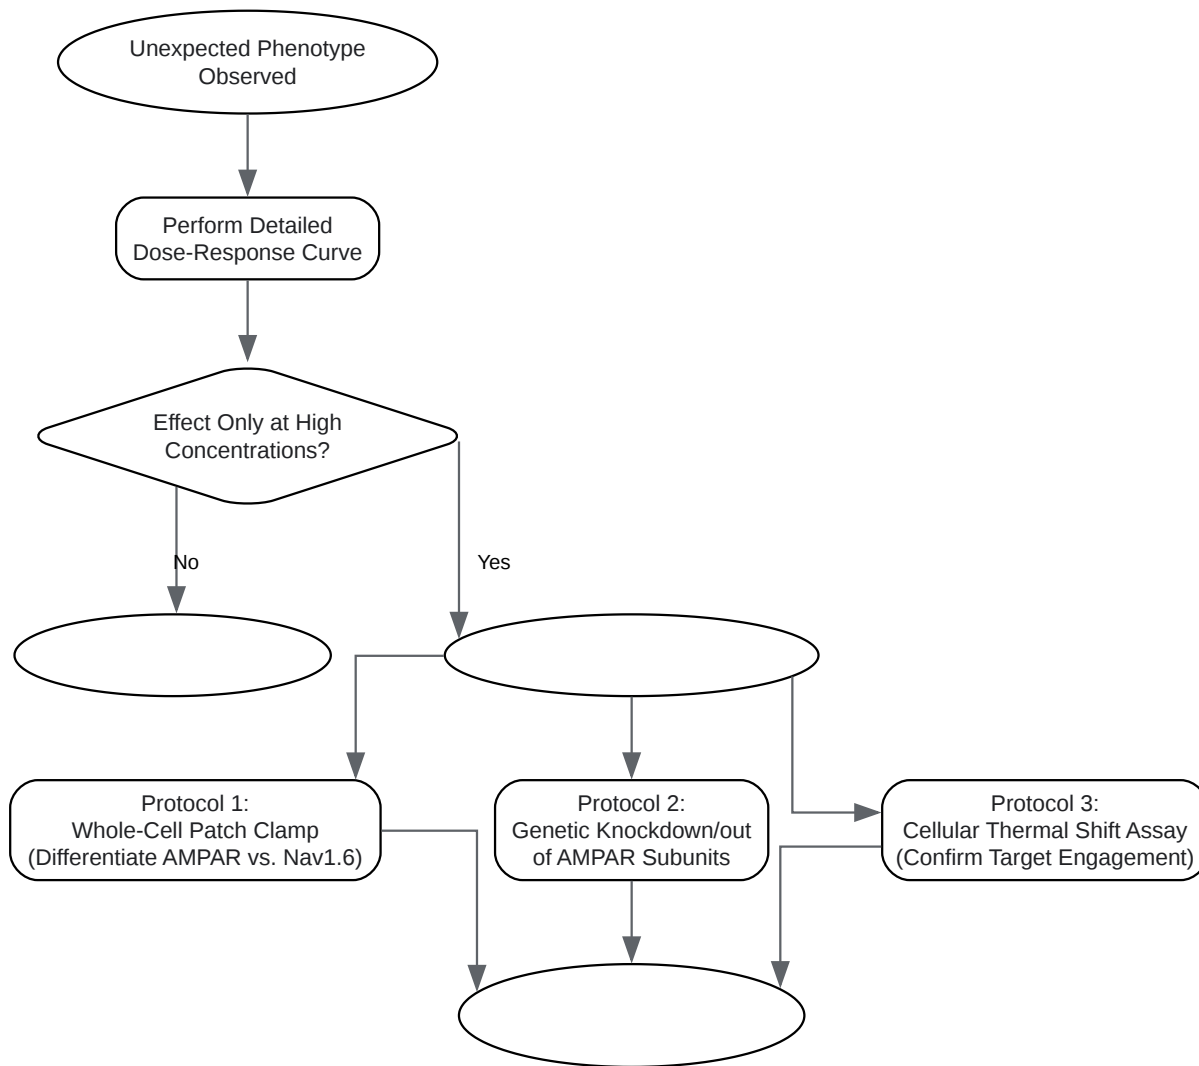 Unexpected Phenotype
Observed
Perform Detailed
Dose-Response Curve
Effect Only at High
Concentrations?
No
Yes
Protocol 1:
Whole-Cell Patch Clamp
(Differentiate AMPAR vs. Nav1.6)
Protocol 2:
Genetic Knockdown/out
of AMPAR Subunits
Protocol 3:
Cellular Thermal Shift Assay
(Confirm Target Engagement)